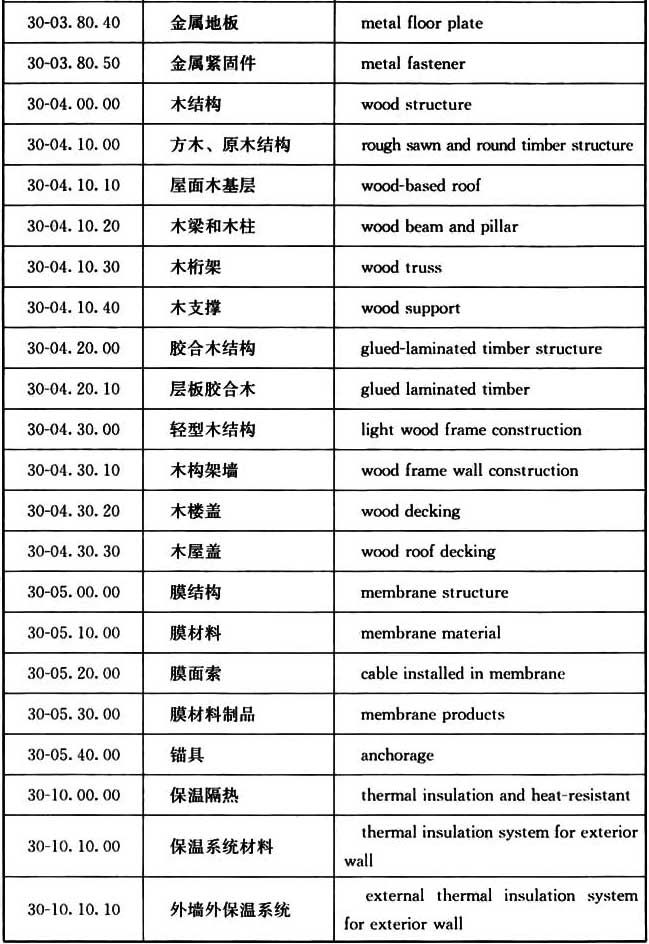 30-03.80.40 金属地板 metal floor plate
30-03.80.50 金属紧固件 metal fastener
30-04.00.00 木结构 wood structure
30-04.10.00 方木、原木结构 rough sawn and round timber structure
30-04.10.10 屋面木基层 wood-based roof
30-04.10.20 木梁和木柱 wood beam and pillar
30-04.10.30 木桁架 wood truss
30-04.10.40 木支撑 wood support
30-04.20.00 胶合木结构 glued-laminated timber structure
30-04.20.10 层板胶合木 glued laminated timber
30-04.30.00 轻型木结构 light wood frame construction
30-04.30.10 木构架墙 wood frame wall construction
30-04.30.20 木楼盖 wood decking
30-04.30.30 木屋盖 wood roof decking
30-05.00.00 膜结构 membrane structure
30-05.10.00 膜材料 membrane material
30-05.20.00 膜面索 cable installed in membrane
30-05.30.00 膜材料制品 membrane products
30-05.40.00 锚具 anchorage
30-10.00.00 保温隔热 thermal insulation and heat-resistant
30-10.10.00 保温系统材料 thermal insulation system for exterior
wall
30-10.10.10 外墙外保温系统 external thermal insulation system
for exterior wall